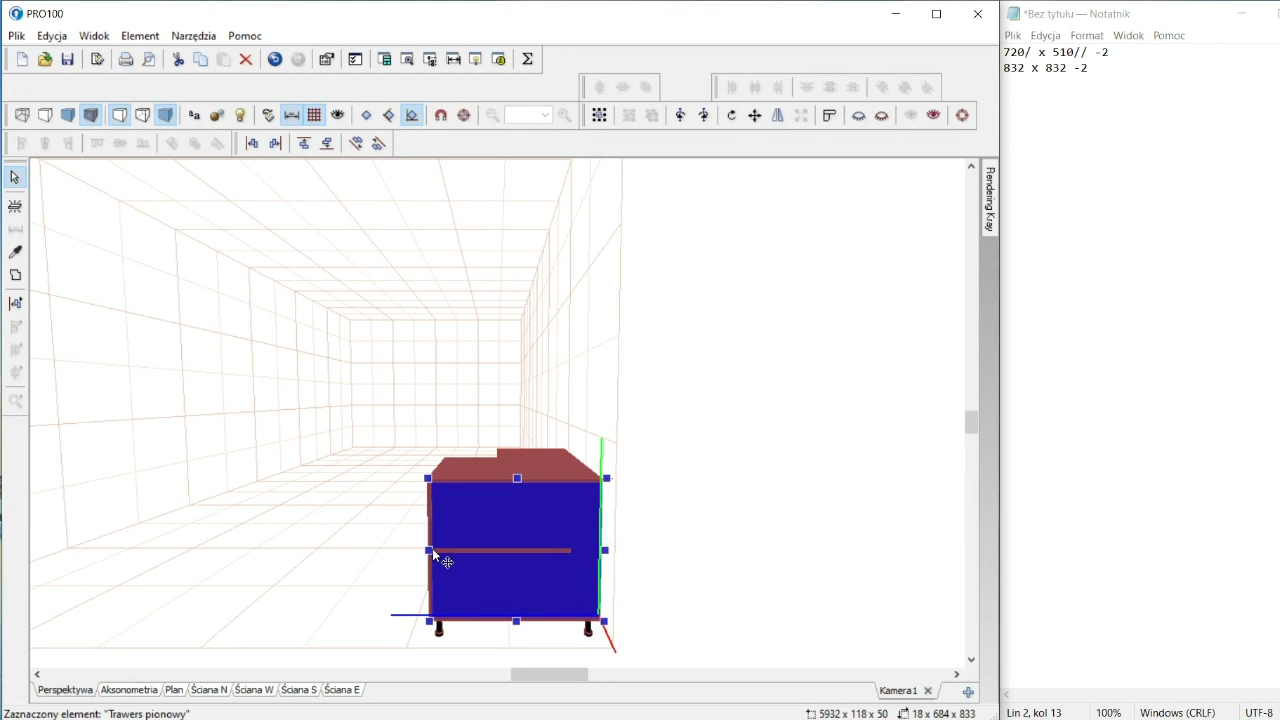 PRO100
Plik Edycja Widok Element Narzędzia Pomoc
Rendering Kray
Perspektywa Aksonometria Plan Ściana N Ściana W Ściana S Ściana E
Kamera1
Zaznaczony element: "Trawers pionowy"
5932 x 118 x 50 18 x 684 x 833
*Bez tytułu — Notatnik
Plik Edycja Format Widok Pomoc
720/ x 510// -2
832 x 832 -2
Lin 2, kol 13 100% Windows (CRLF) UTF-8